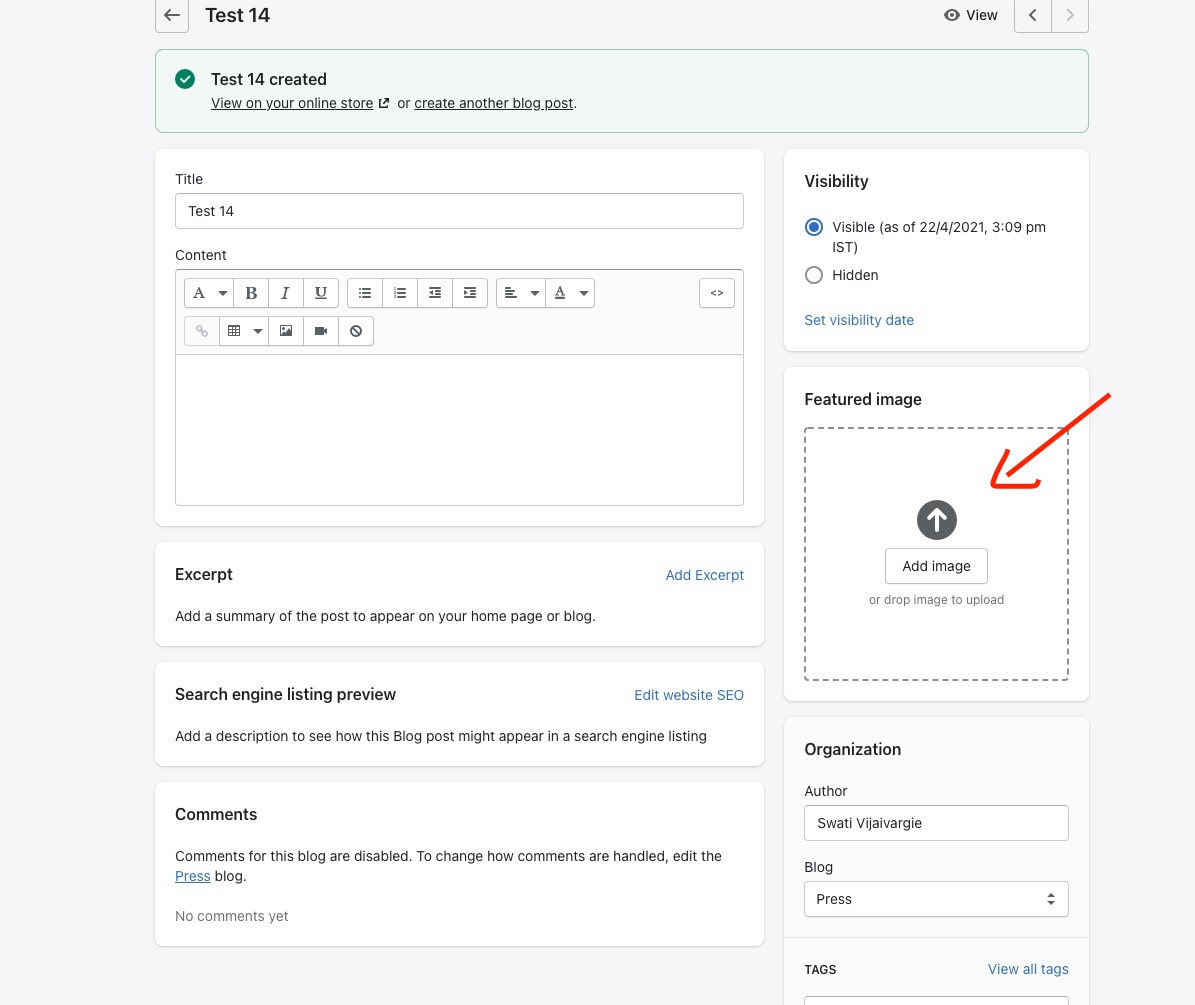 Test 14
View
Test 14 created
View on your online store or create another blog post.
Title
Test 14
Content
A B I U A <>
Excerpt
Add Excerpt
Add a summary of the post to appear on your home page or blog.
Search engine listing preview
Edit website SEO
Add a description to see how this Blog post might appear in a search engine listing
Comments
Comments for this blog are disabled. To change how comments are handled, edit the
Press blog.
No comments yet
Visibility
Visible (as of 22/4/2021, 3:09 pm
IST)
Hidden
Set visibility date
Featured image
Add image
or drop image to upload
Organization
Author
Swati Vijaivargie
Blog
Press
TAGS
View all tags